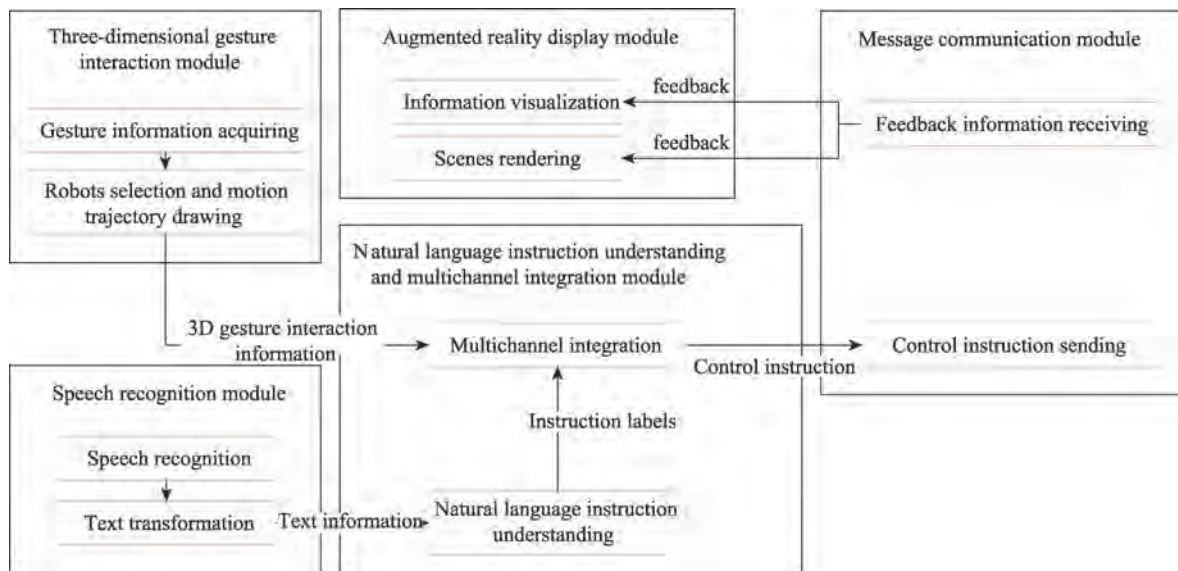 Three-dimensional gesture
interaction module
Gesture information acquiring
Robots selection and motion
trajectory drawing
Augmented reality display module
Information visualization
Scenes rendering
feedback
feedback
Message communication module
Feedback information receiving
Natural language instruction understanding
and multichannel integration module
3D gesture interaction
information
Multichannel integration
Control instruction
Control instruction sending
Instruction labels
Speech recognition module
Speech recognition
Text transformation
Text information
Natural language instruction
understanding